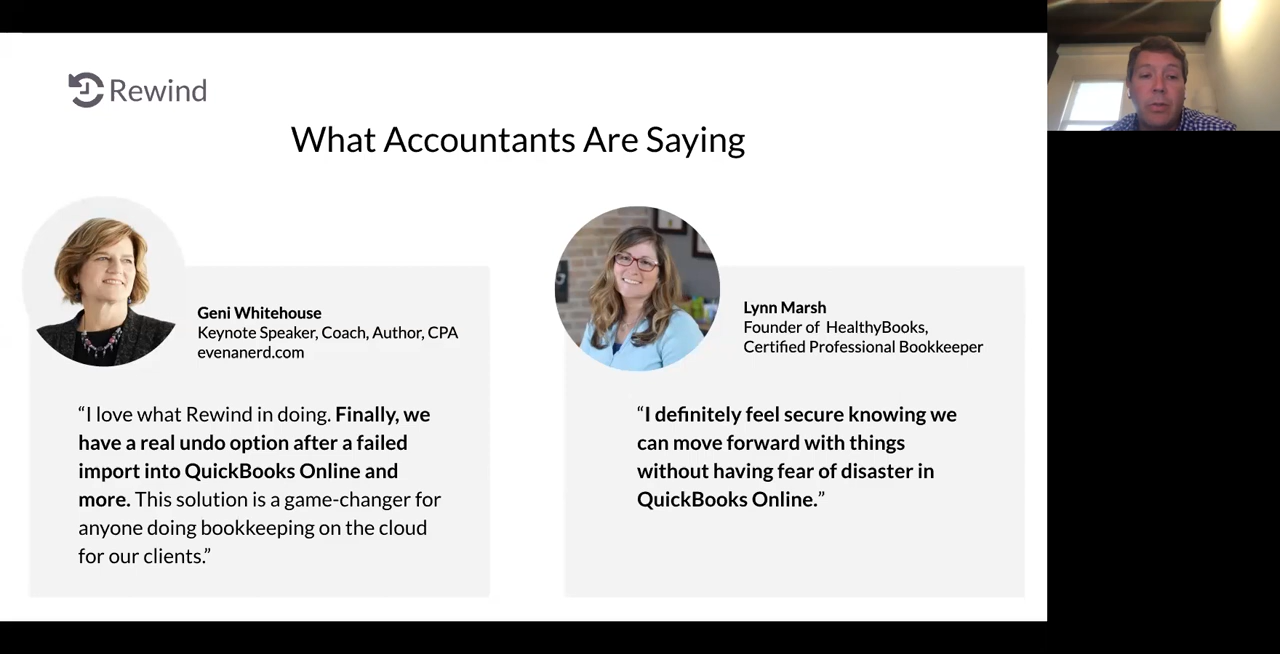 Rewind
What Accountants Are Saying
Geni Whitehouse
Keynote Speaker, Coach, Author, CPA
evenanerd.com
“I love what Rewind in doing. Finally, we
have a real undo option after a failed
import into QuickBooks Online and
more. This solution is a game-changer for
anyone doing bookkeeping on the cloud
for our clients.”
Lynn Marsh
Founder of HealthyBooks,
Certified Professional Bookkeeper
“I definitely feel secure knowing we
can move forward with things
without having fear of disaster in
QuickBooks Online.”